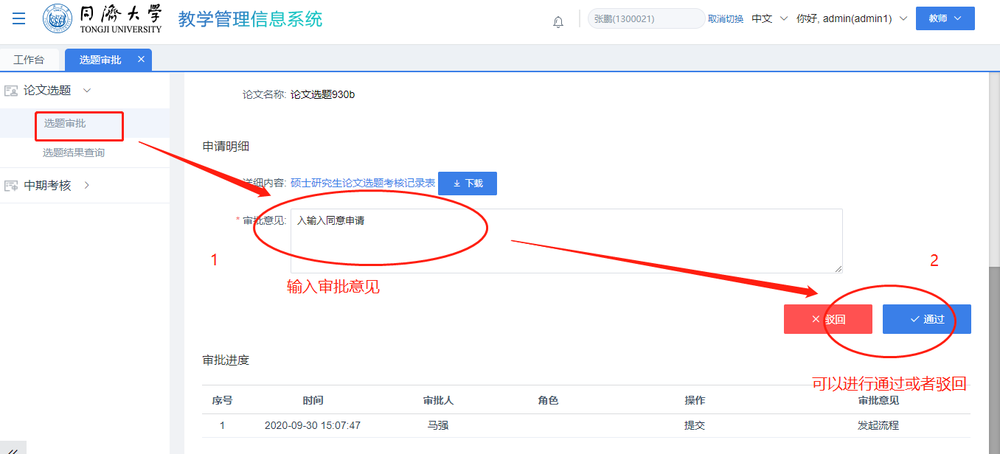 同濟大學
TONGJI UNIVERSITY
教学管理信息系统
张鹏(1300021)
取消切换
中文
你好, admin(admin1)
教师
工作台
选题审批
论文选题
选题审批
选题结果查询
中期考核
论文名称: 论文选题930b
申请明细
详细内容: 硕士研究生论文选题考核记录表 下载
* 审批意见: 入输入同意申请
1
输入审批意见
2
驳回 通过
可以进行通过或者驳回
审批进度
序号 时间 审批人 角色 操作 审批意见
1 2020-09-30 15:07:47 马强 提交 发起流程